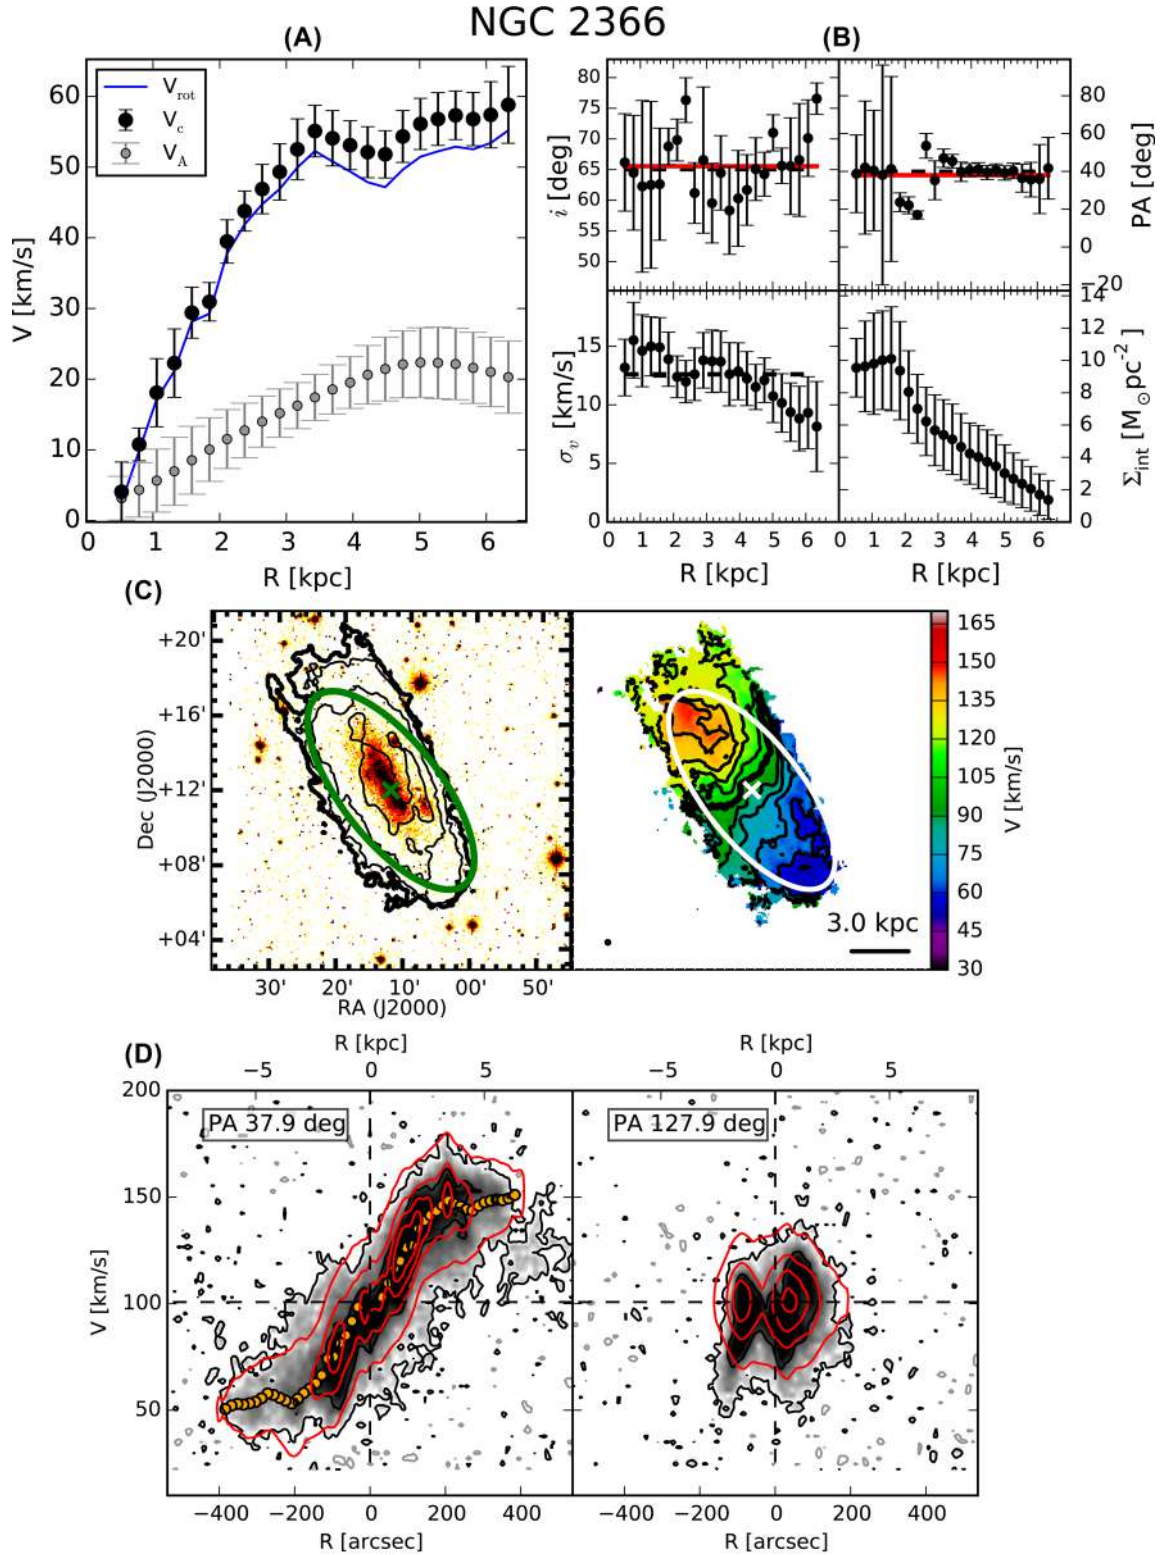 NGC 2366
(A)
(B)
V_rot
V_c
V_A
60
50
40
30
20
10
0
V [km/s]
0 1 2 3 4 5 6
R [kpc]
80
75
70
65
60
55
50
45
i [deg]
80
60
40
20
0
−20
PA [deg]
15
10
5
0
σ_v [km/s]
14
12
10
8
6
4
2
0
Σ_int [M_⊙pc⁻²]
0 1 2 3 4 5 6
0 1 2 3 4 5 6
R [kpc]
R [kpc]
(C)
+20'
+16'
+12'
+08'
+04'
Dec (J2000)
30' 20' 10' 00' 50'
RA (J2000)
3.0 kpc
165
150
135
120
105
90
75
60
45
30
V [km/s]
(D)
R [kpc]
R [kpc]
−5 0 5
−5 0 5
PA 37.9 deg
PA 127.9 deg
200
150
100
50
V [km/s]
−400 −200 0 200 400
−400 −200 0 200 400
R [arcsec]
R [arcsec]